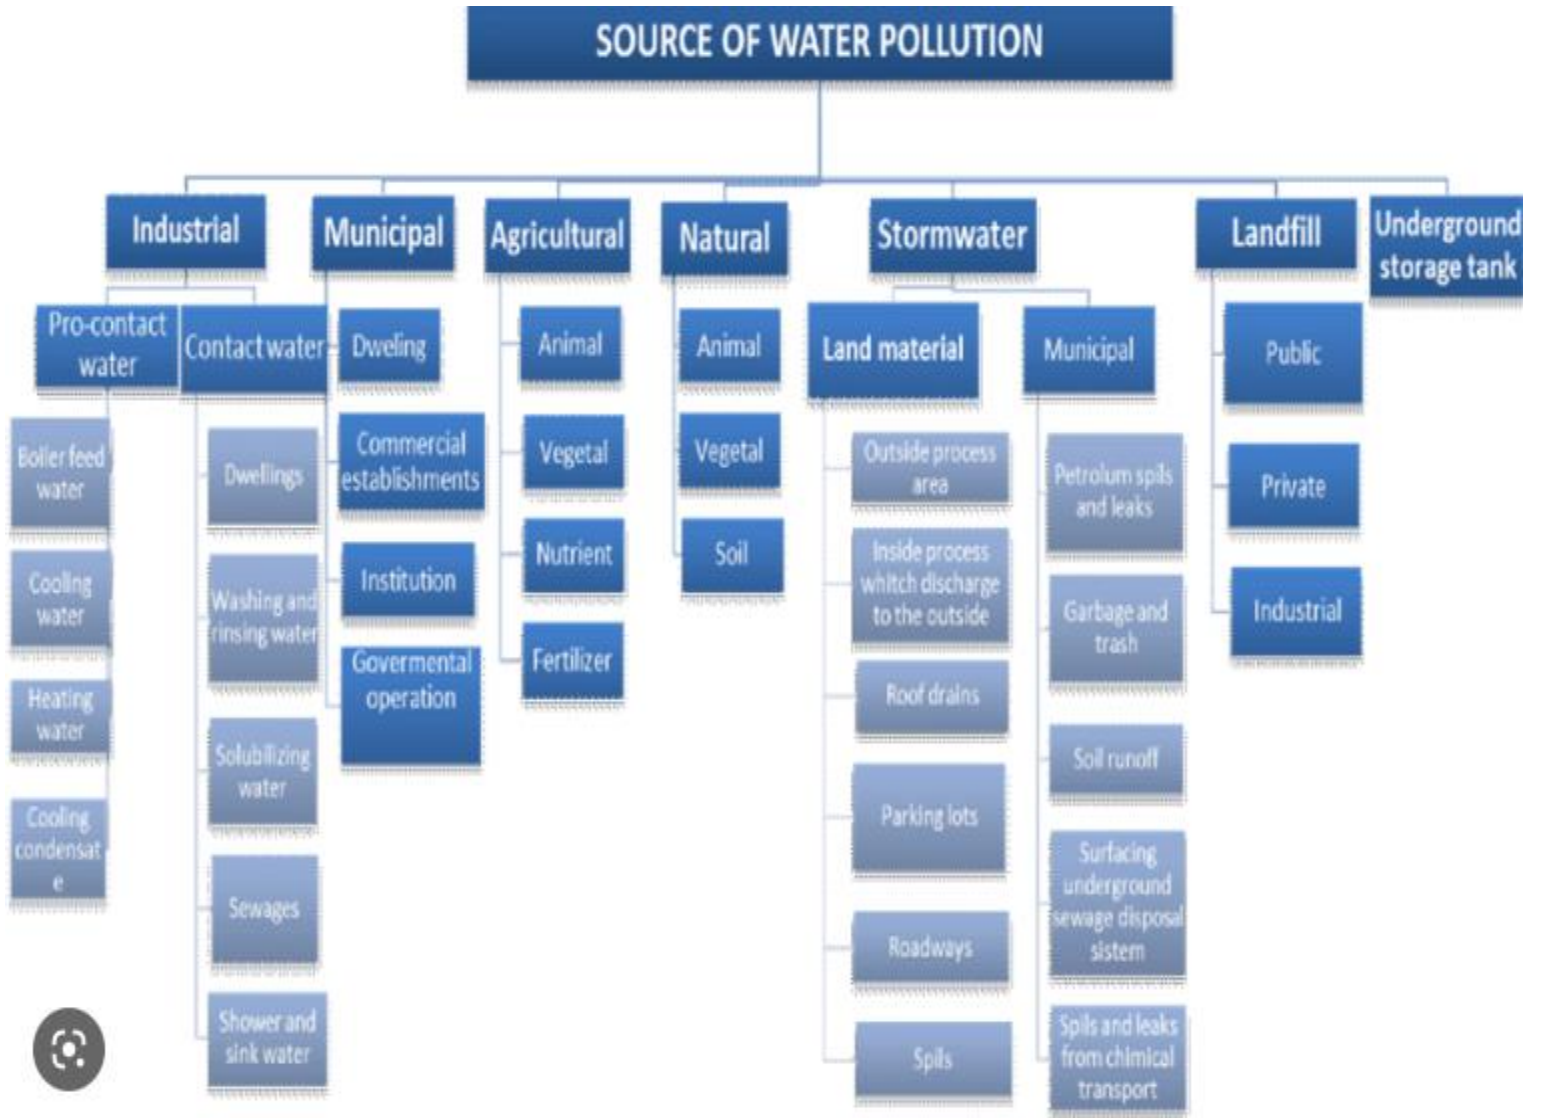 SOURCE OF WATER POLLUTION
Industrial
Municipal
Agricultural
Natural
Stormwater
Landfill
Underground
storage tank
Pro-contact
water
Boller feed
water
Cooling
water
Heating
water
Cooling
condensat
e
Contact water
Dwellings
Washing and
rinsing water
Solubilizing
water
Sewages
Shower and
sink water
Dweling
Commercial
establishments
Institution
Govermental
operation
Animal
Vegetal
Nutrient
Fertilizer
Animal
Vegetal
Soil
Land material
Outside process
area
Inside process
whitch discharge
to the outside
Roof drains
Parking lots
Roadways
Spils
Municipal
Petrolum spils
and leaks
Garbage and
trash
Soil runoff
Surfacing
underground
sewage disposal
sistem
Spils and leaks
from chimical
transport
Public
Private
Industrial